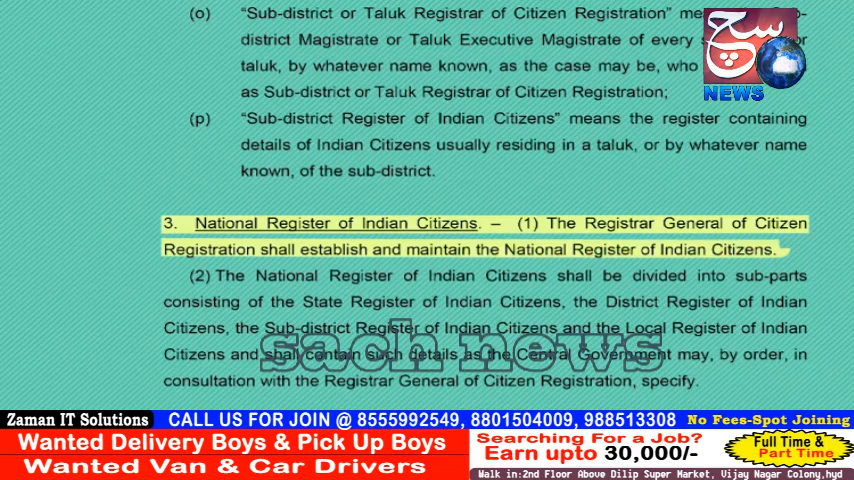 (o) “Sub-district or Taluk Registrar of Citizen Registration”
district Magistrate or Taluk Executive Magistrate of every
taluk, by whatever name known, as the case may be, who
as Sub-district or Taluk Registrar of Citizen Registration;
(p) “Sub-district Register of Indian Citizens” means the register containing
details of Indian Citizens usually residing in a taluk, or by whatever name
known, of the sub-district.
سچ
NEWS
3. National Register of Indian Citizens. – (1) The Registrar General of Citizen
Registration shall establish and maintain the National Register of Indian Citizens.
(2) The National Register of Indian Citizens shall be divided into sub-parts
consisting of the State Register of Indian Citizens, the District Register of Indian
Citizens, the Sub-district Register of Indian Citizens and the Local Register of Indian
Citizens and shall contain such details as the Central Government may, by order, in
consultation with the Registrar General of Citizen Registration, specify.
sach news
Zaman IT Solutions CALL US FOR JOIN @ 8555992549, 8801504009, 988513308 No Fees-Spot Joining
Wanted Delivery Boys & Pick Up Boys
Wanted Van & Car Drivers
Searching For a Job?
Earn upto 30,000/-
Full Time &
Part Time
Walk in:2nd Floor Above Dilip Super Market, Vijay Nagar Colony,hyd